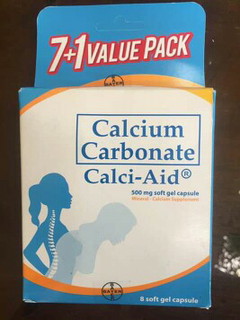 7+1 VALUE PACK
BAYER
Calcium
Carbonate
Calci-Aid®
500 mg soft gel capsule
Mineral - Calcium Supplement
BAYER
8 soft gel capsule